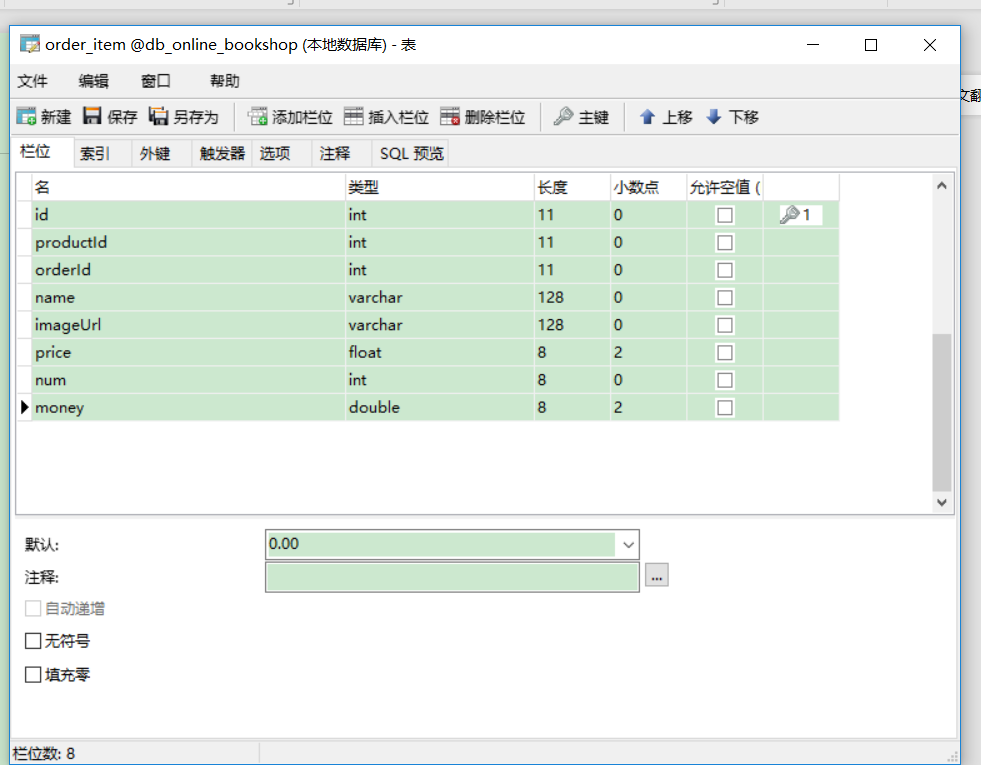 order_item @db_online_bookshop (本地数据库) - 表
文件 编辑 窗口 帮助
新建 保存 另存为 添加栏位 插入栏位 删除栏位 主键 上移 下移
栏位 索引 外键 触发器 选项 注释 SQL 预览
名 类型 长度 小数点 允许空值 (
id int 11 0 1
productId int 11 0
orderId int 11 0
name varchar 128 0
imageUrl varchar 128 0
price float 8 2
num int 8 0
money double 8 2
默认: 0.00
注释: ...
自动递增
无符号
填充零
栏位数: 8